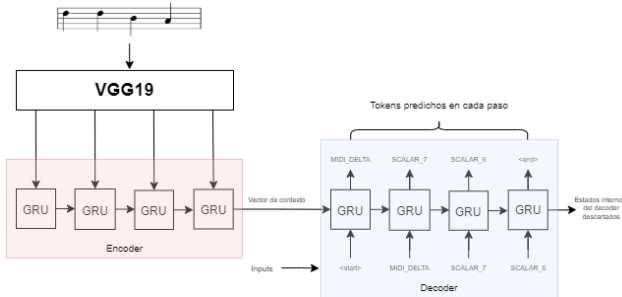 VGG19
Tokens predichos en cada paso
MIDI_DELTA SCALAR_7 SCALAR_6 <end>
GRU GRU GRU GRU
Vector de contexto
GRU GRU GRU GRU
Estados internos
del decoder
descartados
Encoder
Inputs
<start> MIDI_DELTA SCALAR_7 SCALAR_6
Decoder